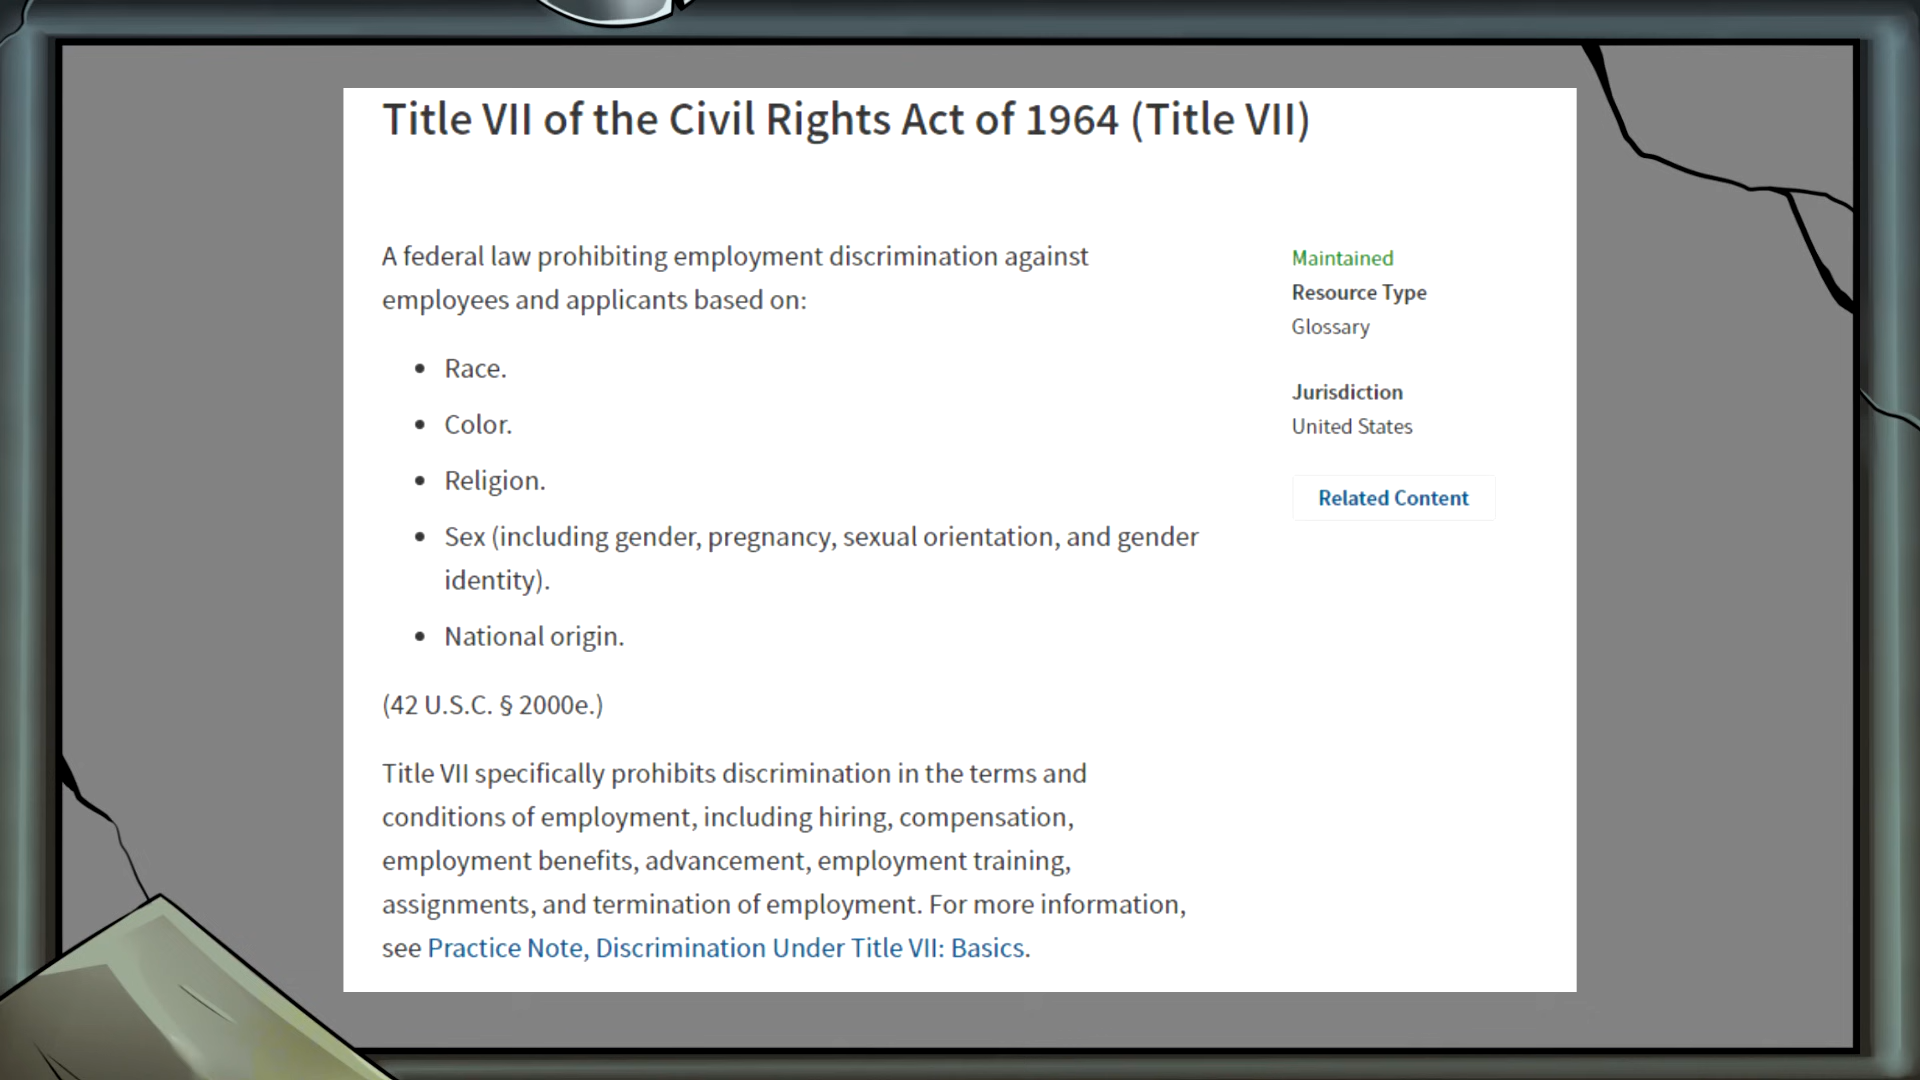 Title VII of the Civil Rights Act of 1964 (Title VII)
A federal law prohibiting employment discrimination against
employees and applicants based on:
• Race.
• Color.
• Religion.
• Sex (including gender, pregnancy, sexual orientation, and gender
identity).
• National origin.
(42 U.S.C. § 2000e.)
Title VII specifically prohibits discrimination in the terms and
conditions of employment, including hiring, compensation,
employment benefits, advancement, employment training,
assignments, and termination of employment. For more information,
see Practice Note, Discrimination Under Title VII: Basics.
Maintained
Resource Type
Glossary
Jurisdiction
United States
Related Content